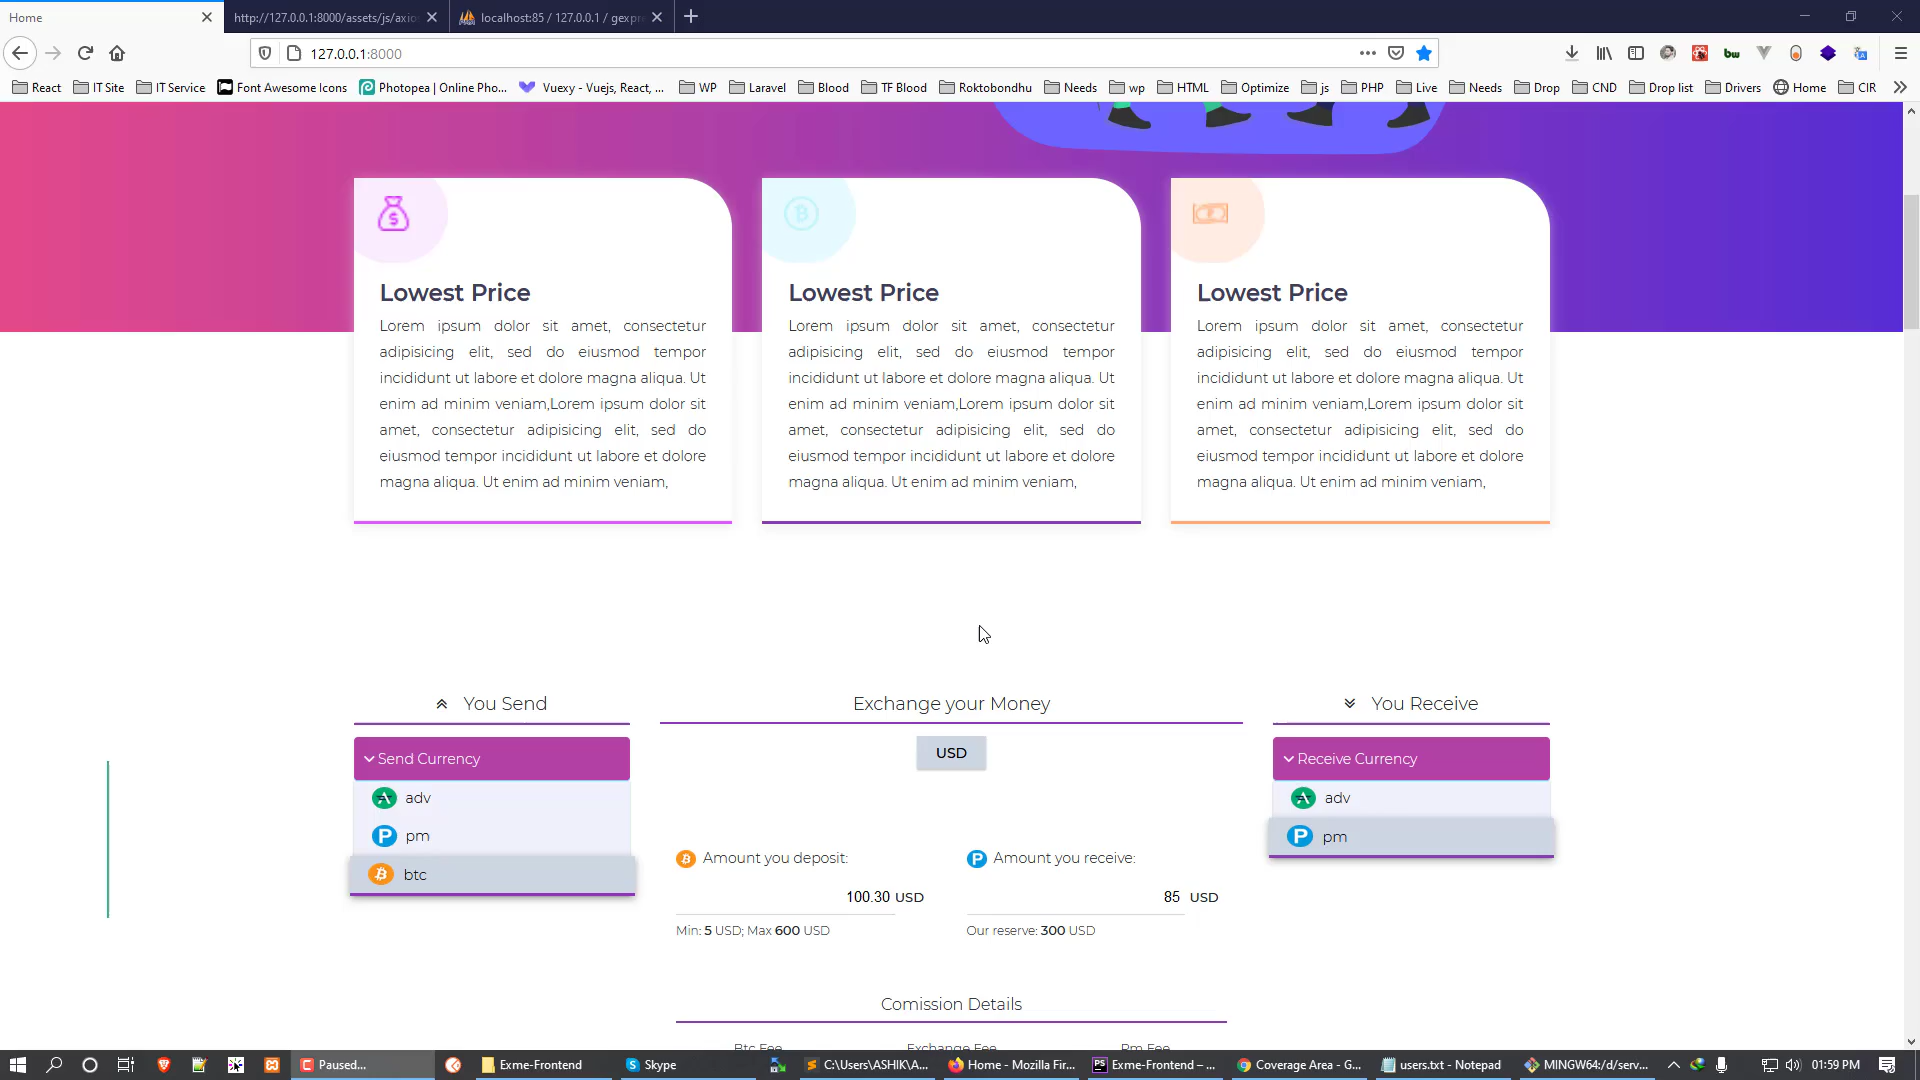 Home
http://127.0.0.1:8000/assets/js/axio
localhost:85 / 127.0.0.1 / gexpr
127.0.0.1:8000
React
IT Site
IT Service
Font Awesome Icons
Photopea | Online Pho...
Vuexy - Vuejs, React, ...
WP
Laravel
Blood
TF Blood
Roktobondhu
Needs
wp
HTML
Optimize
js
PHP
Live
Needs
Drop
CND
Drop list
Drivers
Home
CIR
Lowest Price
Lorem ipsum dolor sit amet, consectetur
adipisicing elit, sed do eiusmod tempor
incididunt ut labore et dolore magna aliqua. Ut
enim ad minim veniam,Lorem ipsum dolor sit
amet, consectetur adipisicing elit, sed do
eiusmod tempor incididunt ut labore et dolore
magna aliqua. Ut enim ad minim veniam,
Lowest Price
Lorem ipsum dolor sit amet, consectetur
adipisicing elit, sed do eiusmod tempor
incididunt ut labore et dolore magna aliqua. Ut
enim ad minim veniam,Lorem ipsum dolor sit
amet, consectetur adipisicing elit, sed do
eiusmod tempor incididunt ut labore et dolore
magna aliqua. Ut enim ad minim veniam,
Lowest Price
Lorem ipsum dolor sit amet, consectetur
adipisicing elit, sed do eiusmod tempor
incididunt ut labore et dolore magna aliqua. Ut
enim ad minim veniam,Lorem ipsum dolor sit
amet, consectetur adipisicing elit, sed do
eiusmod tempor incididunt ut labore et dolore
magna aliqua. Ut enim ad minim veniam,
You Send
Send Currency
adv
pm
btc
Exchange your Money
USD
Amount you deposit:
100.30 USD
Min: 5 USD; Max 600 USD
Amount you receive:
85 USD
Our reserve: 300 USD
You Receive
Receive Currency
adv
pm
Comission Details
Btc Fee
Exchange Fee
Pm Fee
Paused...
Exme-Frontend
Skype
C:\Users\ASHIK\A...
Home - Mozilla Fir...
Exme-Frontend – ...
Coverage Area - G...
users.txt - Notepad
MINGW64:/d/serv...
01:59 PM